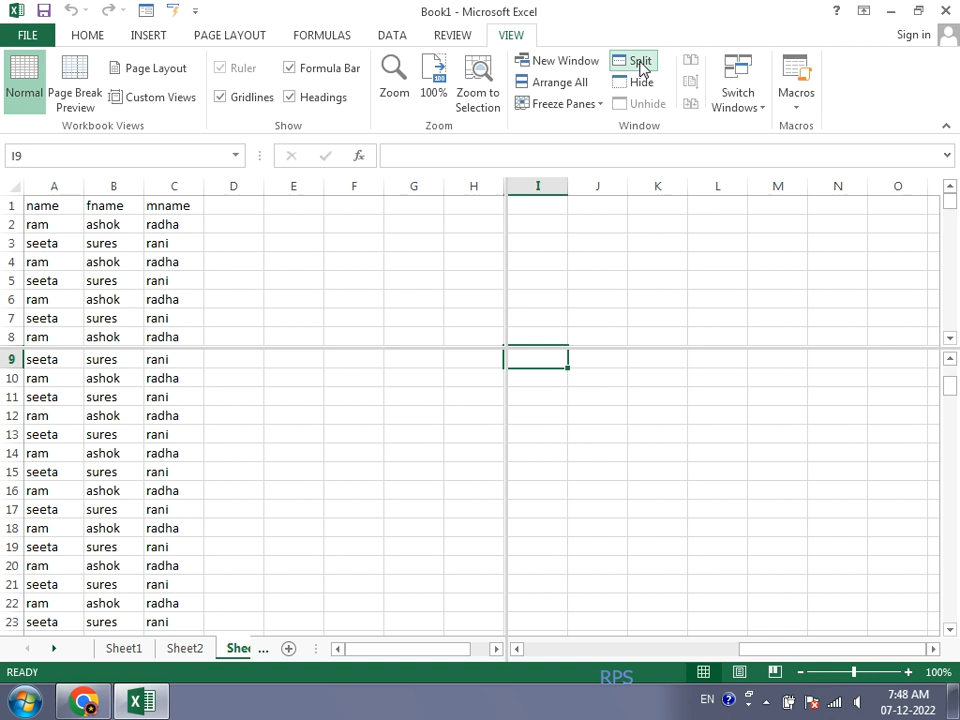 Book1 - Microsoft Excel
?
FILE HOME INSERT PAGE LAYOUT FORMULAS DATA REVIEW VIEW Sign in
Normal
Page Break Preview
Page Layout
Custom Views
Workbook Views
Ruler
Formula Bar
Gridlines
Headings
Show
Zoom
100%
Zoom to Selection
Zoom
New Window
Arrange All
Freeze Panes
Split
Hide
Unhide
Switch Windows
Window
Macros
Macros
I9
fx
A B C D E F G H I J K L M N O
1 name fname mname
2 ram ashok radha
3 seeta sures rani
4 ram ashok radha
5 seeta sures rani
6 ram ashok radha
7 seeta sures rani
8 ram ashok radha
9 seeta sures rani
10 ram ashok radha
11 seeta sures rani
12 ram ashok radha
13 seeta sures rani
14 ram ashok radha
15 seeta sures rani
16 ram ashok radha
17 seeta sures rani
18 ram ashok radha
19 seeta sures rani
20 ram ashok radha
21 seeta sures rani
22 ram ashok radha
23 seeta sures rani
Sheet1 Sheet2 Shee ...
READY
RPS
100%
EN
7:48 AM
07-12-2022